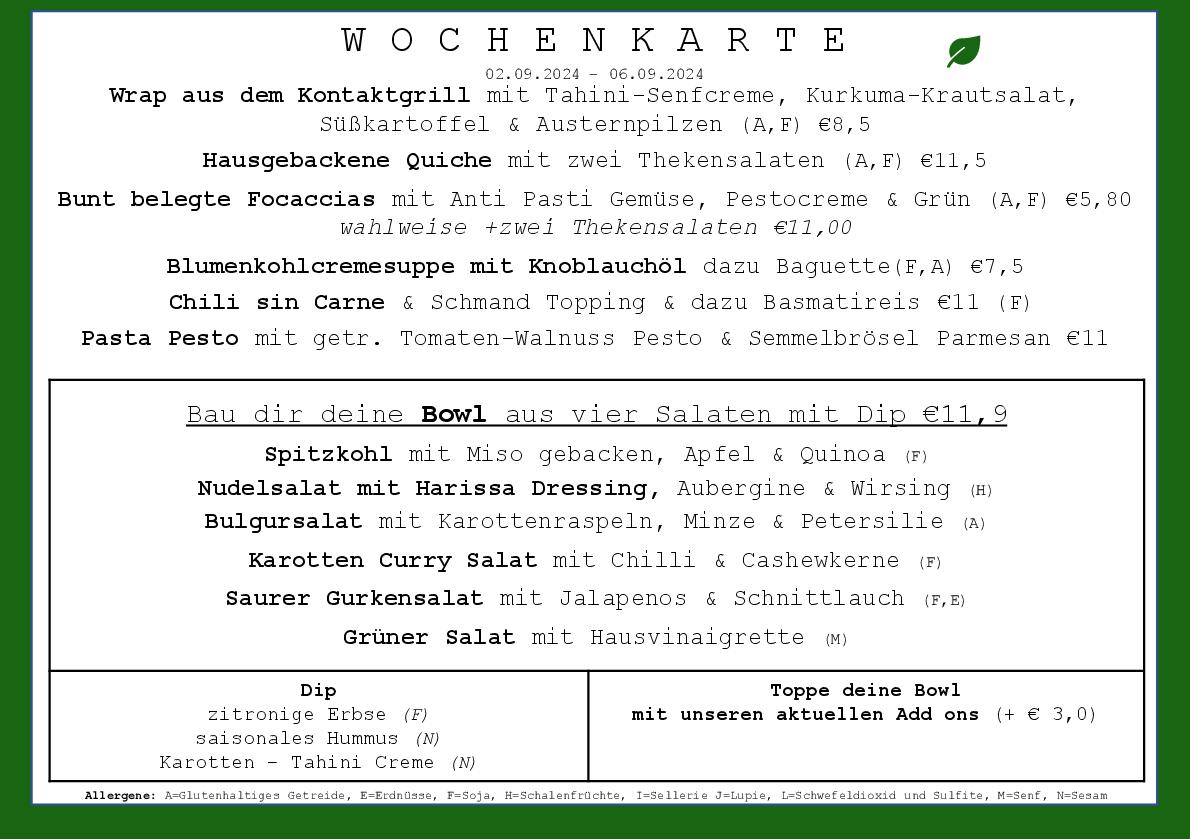 WOCHENKARTE
02.09.2024 – 06.09.2024
Wrap aus dem Kontaktgrill mit Tahini-Senfcreme, Kurkuma-Krautsalat,
Süßkartoffel & Austernpilzen (A,F) €8,5
Hausgebackene Quiche mit zwei Thekensalaten (A,F) €11,5
Bunt belegte Focaccias mit Anti Pasti Gemüse, Pestocreme & Grün (A,F) €5,80
wahlweise +zwei Thekensalaten €11,00
Blumenkohlcremesuppe mit Knoblauchöl dazu Baguette(F,A) €7,5
Chili sin Carne & Schmand Topping & dazu Basmatireis €11 (F)
Pasta Pesto mit getr. Tomaten-Walnuss Pesto & Semmelbrösel Parmesan €11
Bau dir deine Bowl aus vier Salaten mit Dip €11,9
Spitzkohl mit Miso gebacken, Apfel & Quinoa (F)
Nudelsalat mit Harissa Dressing, Aubergine & Wirsing (H)
Bulgursalat mit Karottenraspeln, Minze & Petersilie (A)
Karotten Curry Salat mit Chilli & Cashewkerne (F)
Saurer Gurkensalat mit Jalapenos & Schnittlauch (F,E)
Grüner Salat mit Hausvinaigrette (M)
Dip
zitronige Erbse (F)
saisonales Hummus (N)
Karotten – Tahini Creme (N)
Toppe deine Bowl
mit unseren aktuellen Add ons (+ € 3,0)
Allergene: A=Glutenhaltiges Getreide, E=Erdnüsse, F=Soja, H=Schalenfrüchte, I=Sellerie J=Lupie, L=Schwefeldioxid und Sulfite, M=Senf, N=Sesam